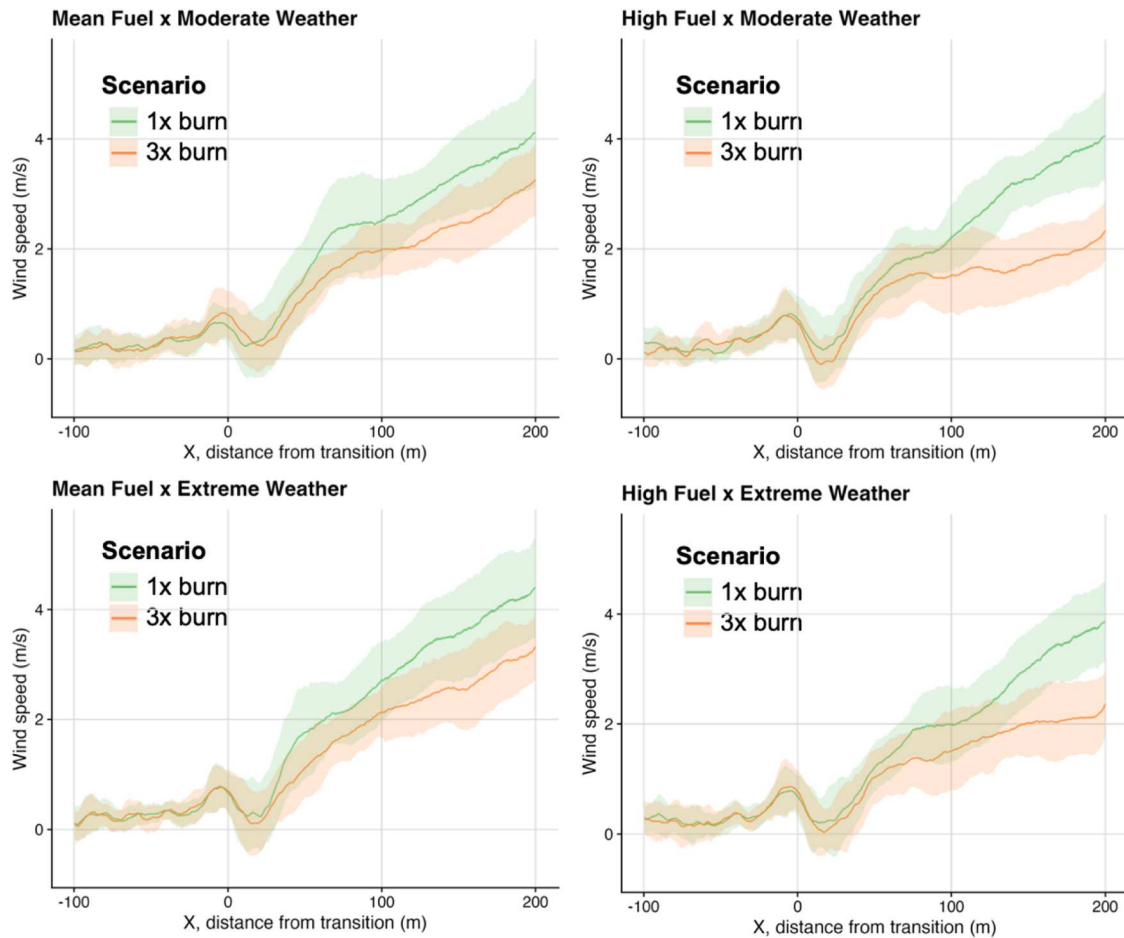 Mean Fuel x Moderate Weather
Scenario
1x burn
3x burn
4
2
0
Wind speed (m/s)
-100
0
100
200
X, distance from transition (m)
High Fuel x Moderate Weather
Scenario
1x burn
3x burn
4
2
0
Wind speed (m/s)
-100
0
100
200
X, distance from transition (m)
Mean Fuel x Extreme Weather
Scenario
1x burn
3x burn
4
2
0
Wind speed (m/s)
-100
0
100
200
X, distance from transition (m)
High Fuel x Extreme Weather
Scenario
1x burn
3x burn
4
2
0
Wind speed (m/s)
-100
0
100
200
X, distance from transition (m)